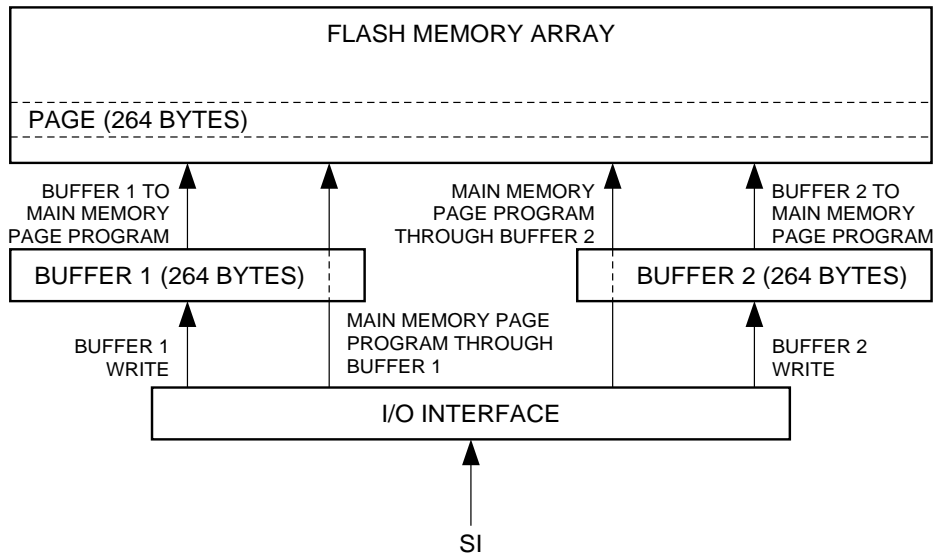 FLASH MEMORY ARRAY
PAGE (264 BYTES)
BUFFER 1 TO
MAIN MEMORY
PAGE PROGRAM
MAIN MEMORY
PAGE PROGRAM
THROUGH BUFFER 2
BUFFER 2 TO
MAIN MEMORY
PAGE PROGRAM
BUFFER 1 (264 BYTES)
BUFFER 2 (264 BYTES)
BUFFER 1
WRITE
MAIN MEMORY PAGE
PROGRAM THROUGH
BUFFER 1
BUFFER 2
WRITE
I/O INTERFACE
SI